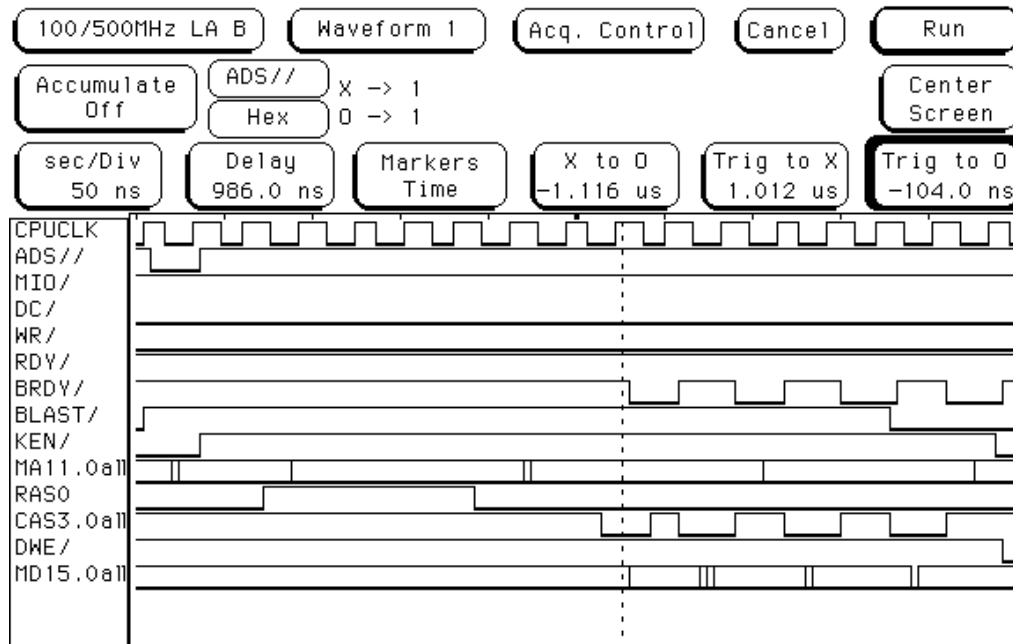 100/500MHz LA B Waveform 1 Acq. Control Cancel Run
Accumulate Off
ADS// X -> 1
Hex O -> 1
Center Screen
sec/Div 50 ns
Delay 986.0 ns
Markers Time
X to O -1.116 us
Trig to X 1.012 us
Trig to O -104.0 ns
CPUCLK
ADS//
MIO/
DC/
WR/
RDY/
BRDY/
BLAST/
KEN/
MA11.0all
RAS0
CAS3.0all
DWE/
MD15.0all